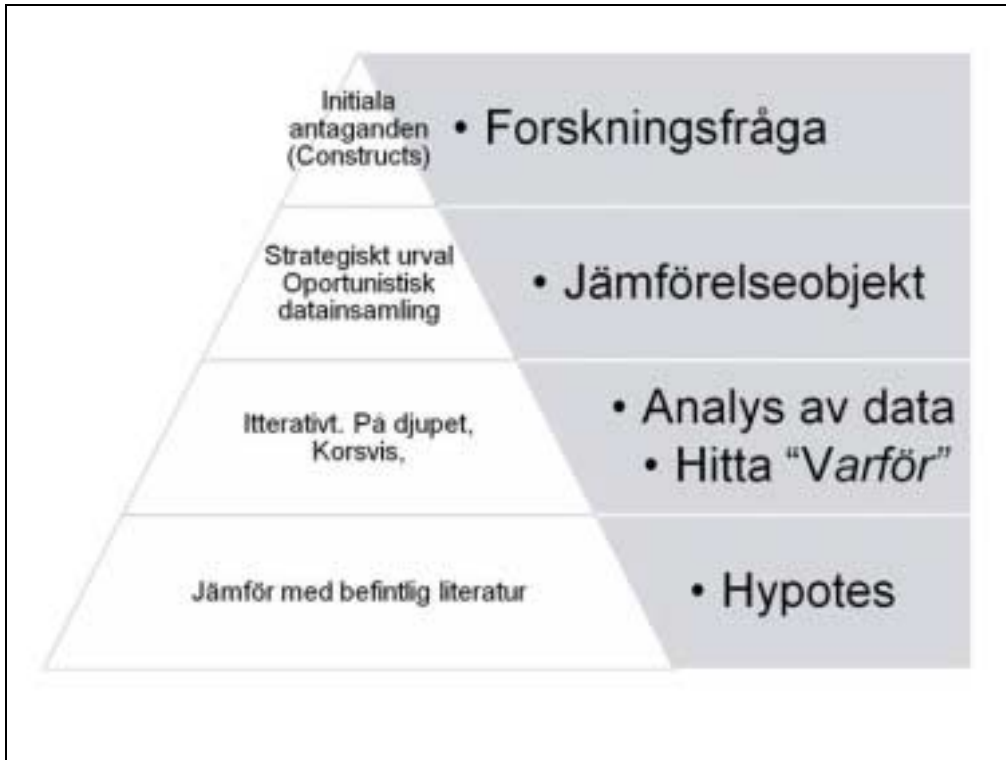 Initiala
antaganden
(Constructs)
• Forskningsfråga
Strategiskt urval
Oportunistisk
datainsamling
• Jämförelseobjekt
Itterativt. På djupet,
Korsvis,
• Analys av data
• Hitta “Varför”
Jämför med befintlig literatur
• Hypotes